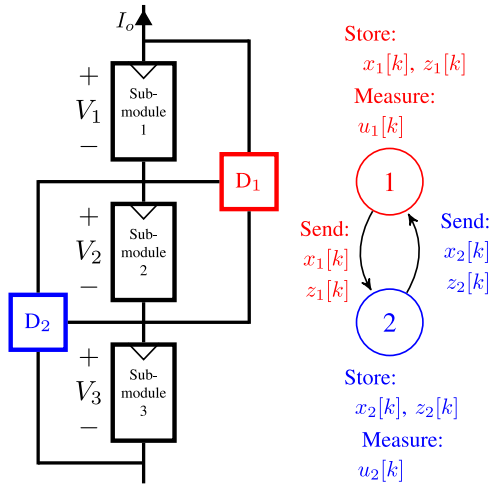 I_o
+
V_1
−
Sub-
module
1
D_1
+
V_2
−
Sub-
module
2
D_2
+
V_3
−
Sub-
module
3
Store:
x_1[k], z_1[k]
Measure:
u_1[k]
1
Send:
x_1[k]
z_1[k]
Send:
x_2[k]
z_2[k]
2
Store:
x_2[k], z_2[k]
Measure:
u_2[k]